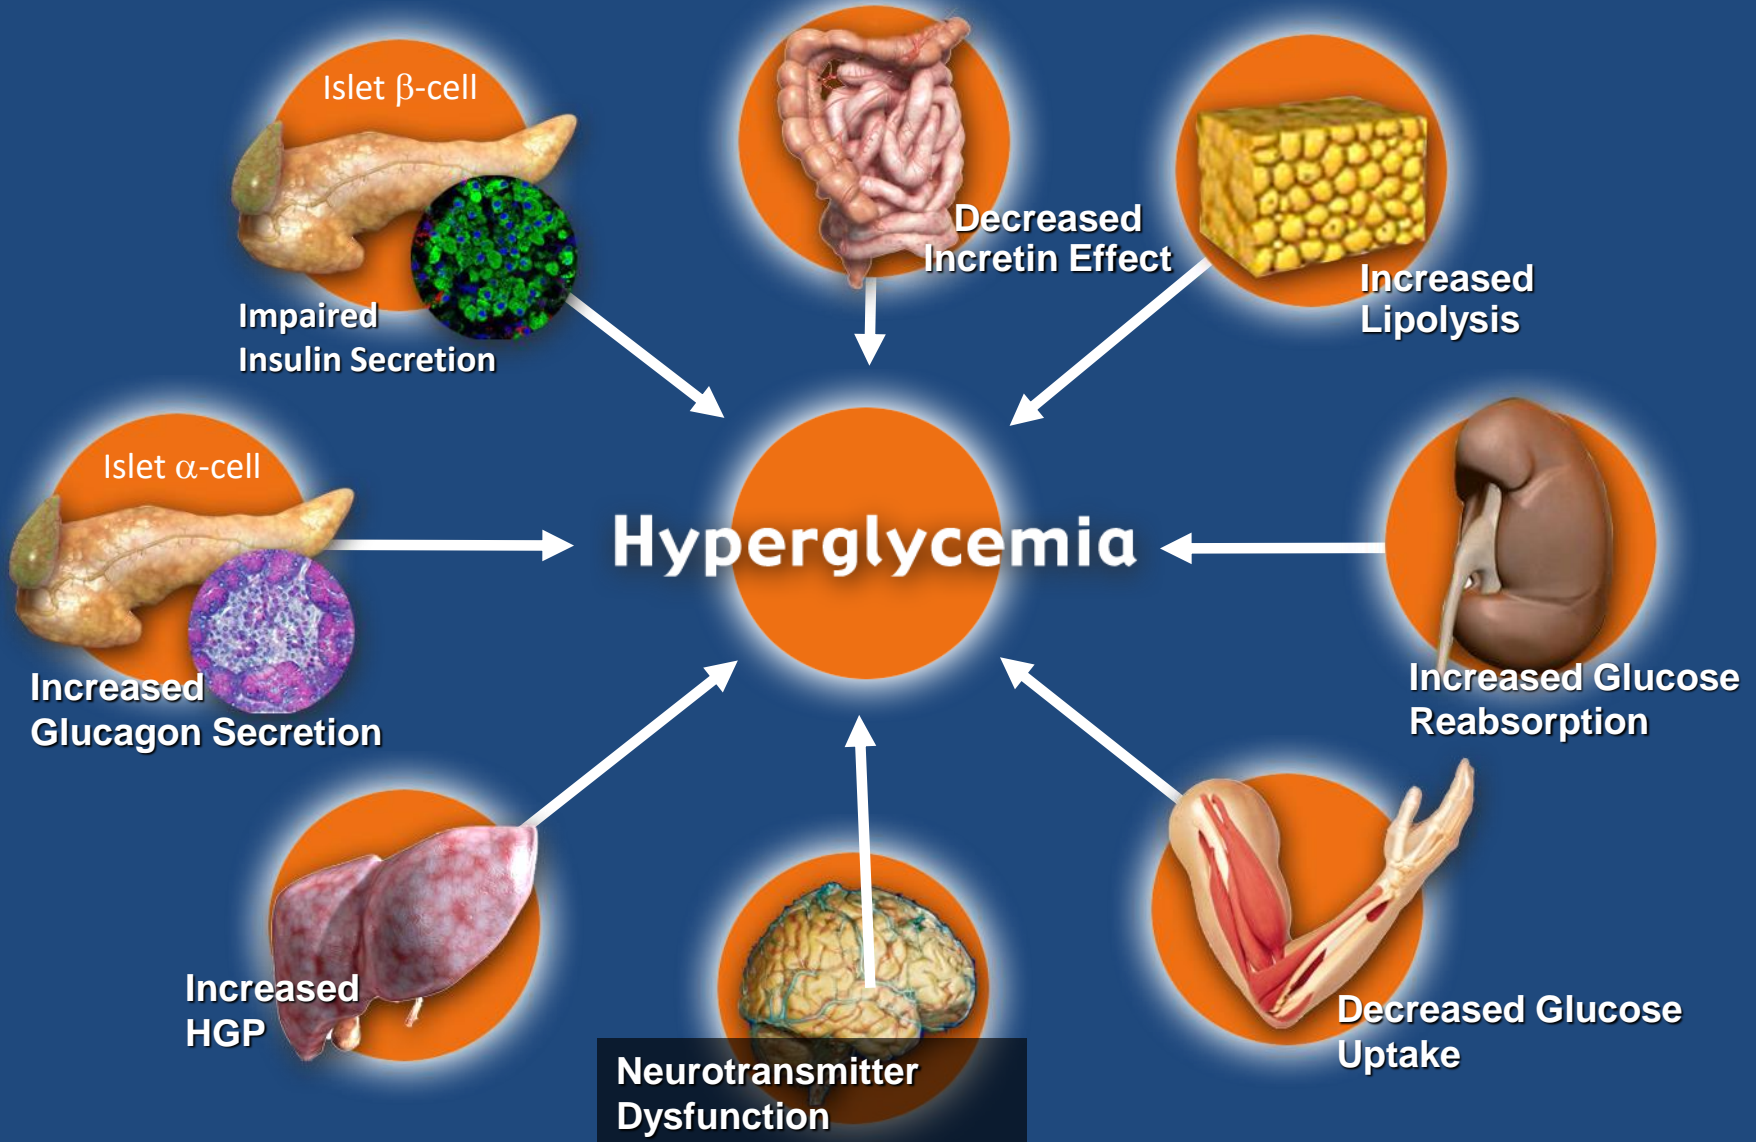 Islet β-cell
Impaired
Insulin Secretion
Decreased
Incretin Effect
Increased
Lipolysis
Islet α-cell
Increased
Glucagon Secretion
Hyperglycemia
Increased Glucose
Reabsorption
Increased
HGP
Neurotransmitter
Dysfunction
Decreased Glucose
Uptake